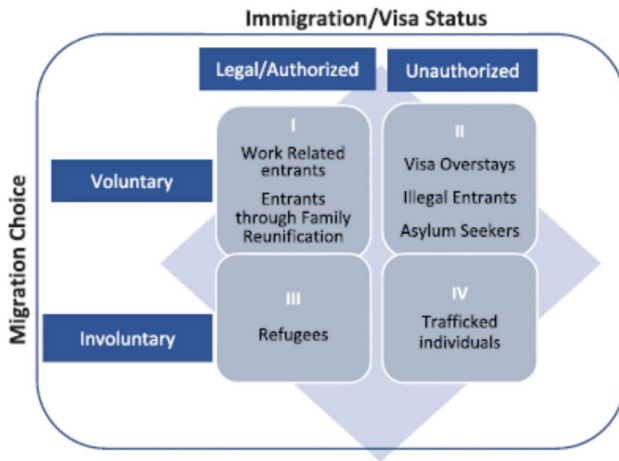 Immigration/Visa Status
Legal/Authorized
Unauthorized
Migration Choice
Voluntary
I
Work Related
entrants
Entrants
through Family
Reunification
II
Visa Overstays
Illegal Entrants
Asylum Seekers
Involuntary
III
Refugees
IV
Trafficked
individuals